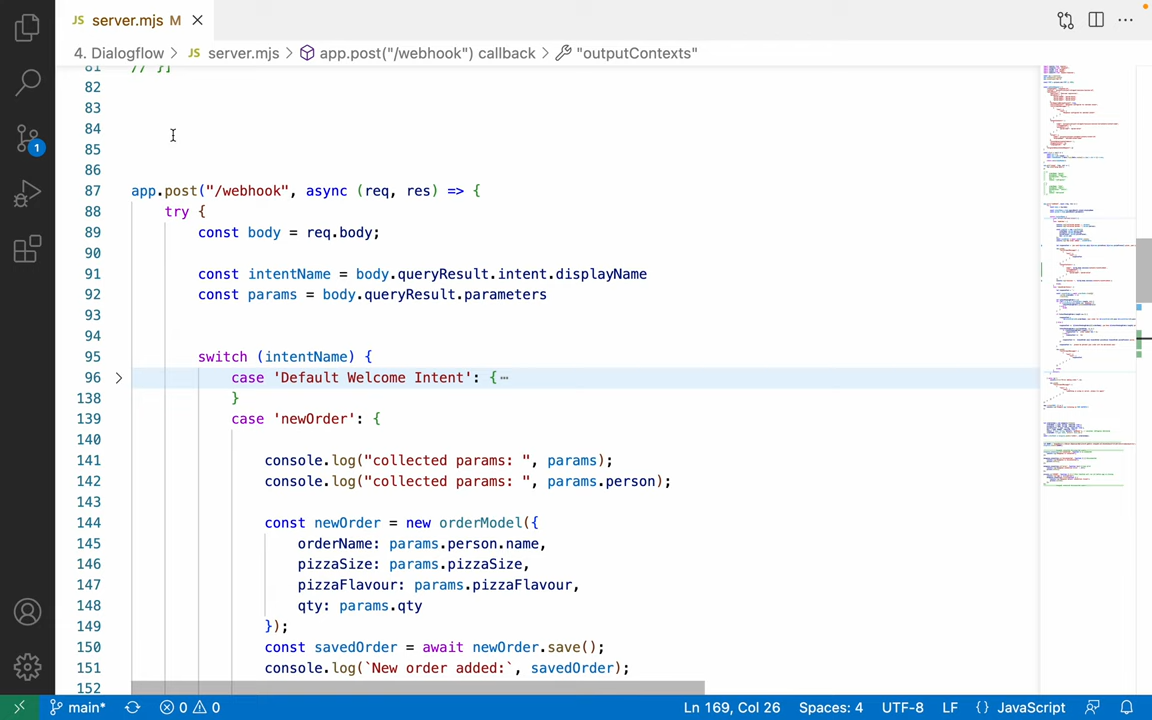 JS server.mjs M
4. Dialogflow > JS server.mjs > app.post("/webhook") callback > "outputContexts"
81 // }]
82
83
84
85
86
87 app.post("/webhook", async (req, res) => {
88 try {
89 const body = req.body;
90
91 const intentName = body.queryResult.intent.displayName
92 const params = body.queryResult.parameters
93
94
95 switch (intentName) {
96 case 'Default Welcome Intent': {⋯
138 }
139 case 'newOrder': {
140
141 console.log("collected params: ", params);
142 console.log("collected params: ", params.person);
143
144 const newOrder = new orderModel({
145 orderName: params.person.name,
146 pizzaSize: params.pizzaSize,
147 pizzaFlavour: params.pizzaFlavour,
148 qty: params.qty
149 });
150 const savedOrder = await newOrder.save();
151 console.log(`New order added:`, savedOrder);
152
1
main* 0 0 Ln 169, Col 26 Spaces: 4 UTF-8 LF {} JavaScript